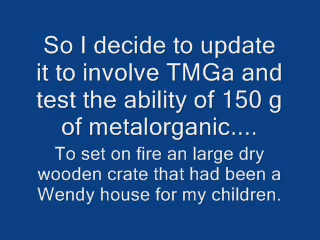 So I decide to update
it to involve TMGa and
test the ability of 150 g
of metalorganic....
To set on fire an large dry
wooden crate that had been a
Wendy house for my children.